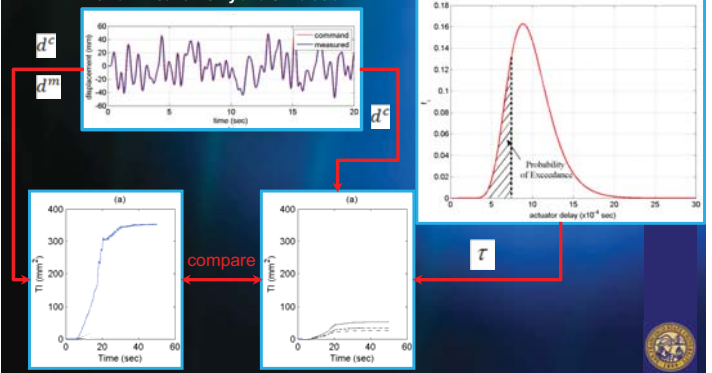 d^c
d^m
command
measured
displacement (mm)
60
40
20
0
-20
-40
-60
0 5 10 15 20
time (sec)
d^c
0.18
0.16
0.14
0.12
0.1
0.08
0.06
0.04
0.02
0
Probability
of Exceedance
0 5 10 15 20 25 30
actuator delay (x10^-4 sec)
(a)
TI (mm²)
400
300
200
100
0
0 20 40 60
Time (sec)
compare
(a)
TI (mm²)
400
300
200
100
0
0 20 40 60
Time (sec)
τ